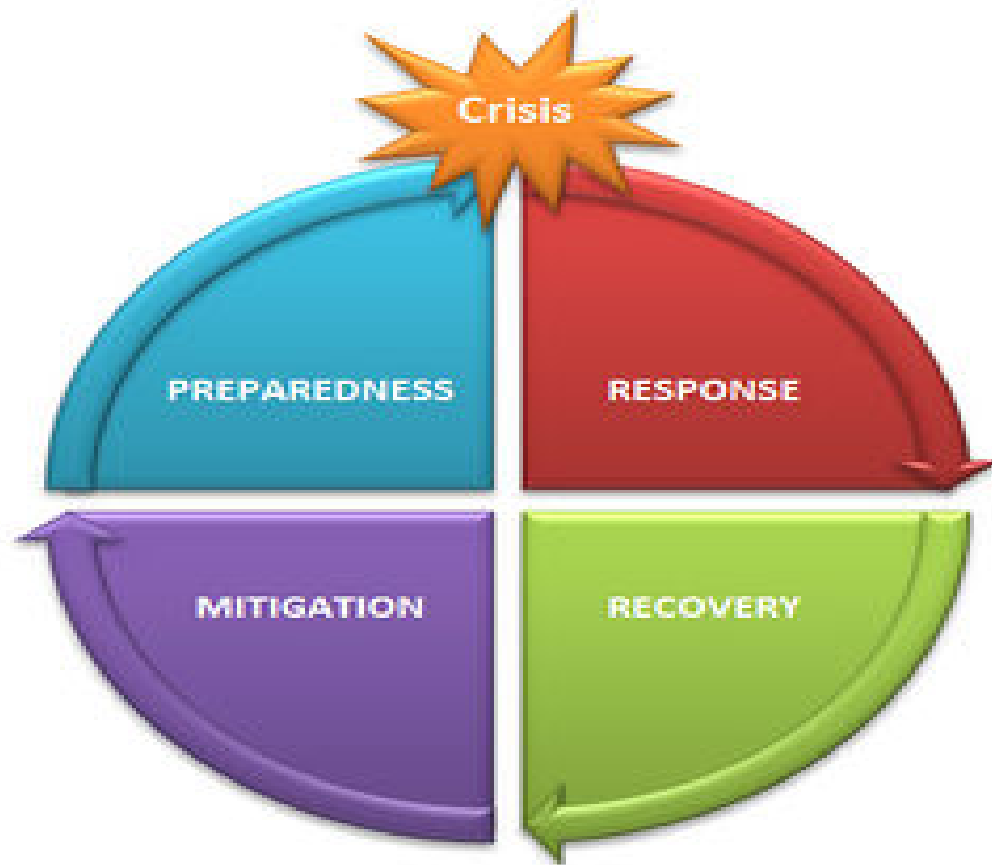 Crisis
PREPAREDNESS
RESPONSE
MITIGATION
RECOVERY